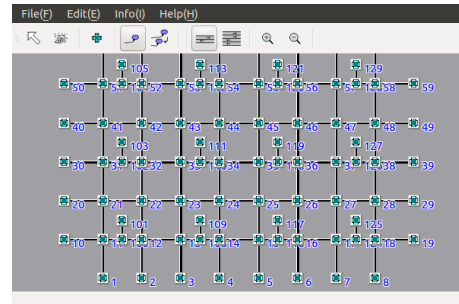 File(F) Edit(E) Info(I) Help(H)
105 113 121 129
50 52 54 56 58 59
40 41 42 43 44 45 46 47 48 49
103 111 119 127
30 32 34 36 38 39
20 21 22 23 24 25 26 27 28 29
101 109 117 125
10 12 14 16 18 19
1 2 3 4 5 6 7 8